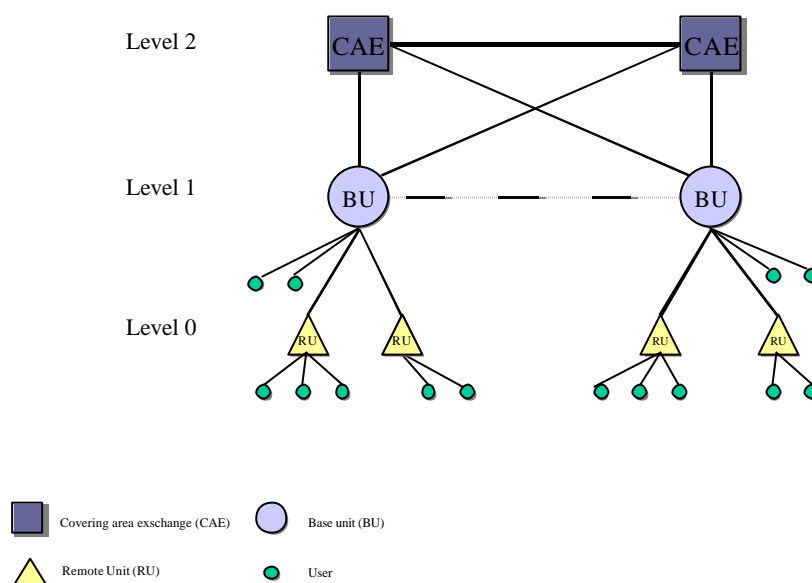 Level 2
CAE
CAE
Level 1
BU
BU
Level 0
RU
RU
RU
RU
Covering area exschange (CAE)
Base unit (BU)
Remote Unit (RU)
User